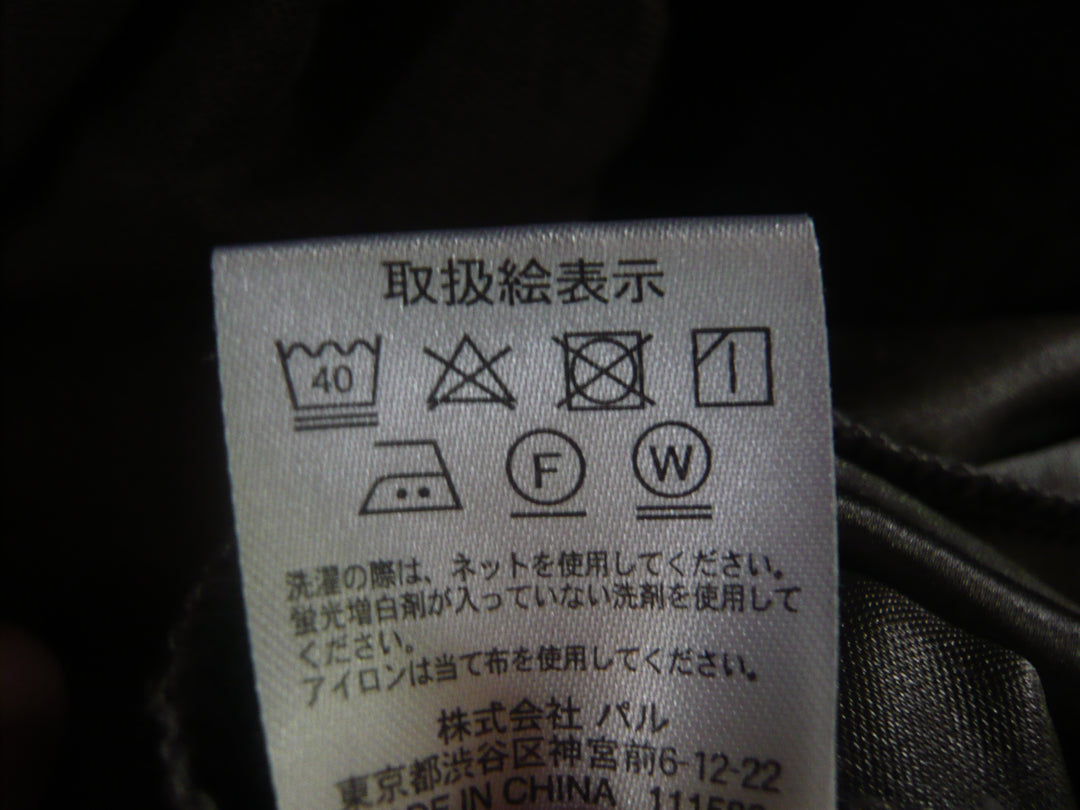 取扱絵表示
40
F W
洗濯の際は、ネットを使用してください。
蛍光増白剤が入っていない洗剤を使用して
ください。
アイロンは当て布を使用してください。
株式会社 パル
東京都渋谷区神宮前6-12-22
MADE IN CHINA